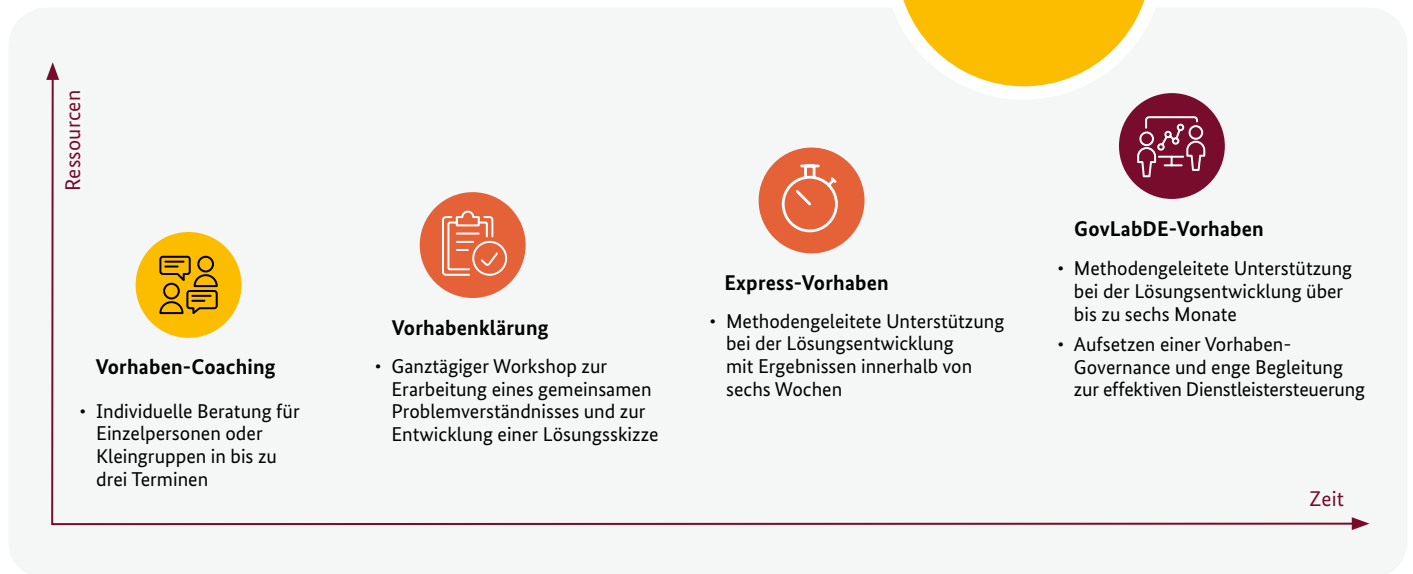 Ressourcen
Vorhaben-Coaching
• Individuelle Beratung für
Einzelpersonen oder
Kleingruppen in bis zu
drei Terminen
Vorhabenklärung
• Ganztägiger Workshop zur
Erarbeitung eines gemeinsamen
Problemverständnisses und zur
Entwicklung einer Lösungsskizze
Express-Vorhaben
• Methodengeleitete Unterstützung
bei der Lösungsentwicklung
mit Ergebnissen innerhalb von
sechs Wochen
GovLabDE-Vorhaben
• Methodengeleitete Unterstützung
bei der Lösungsentwicklung über
bis zu sechs Monate
• Aufsetzen einer Vorhaben-
Governance und enge Begleitung
zur effektiven Dienstleistersteuerung
Zeit